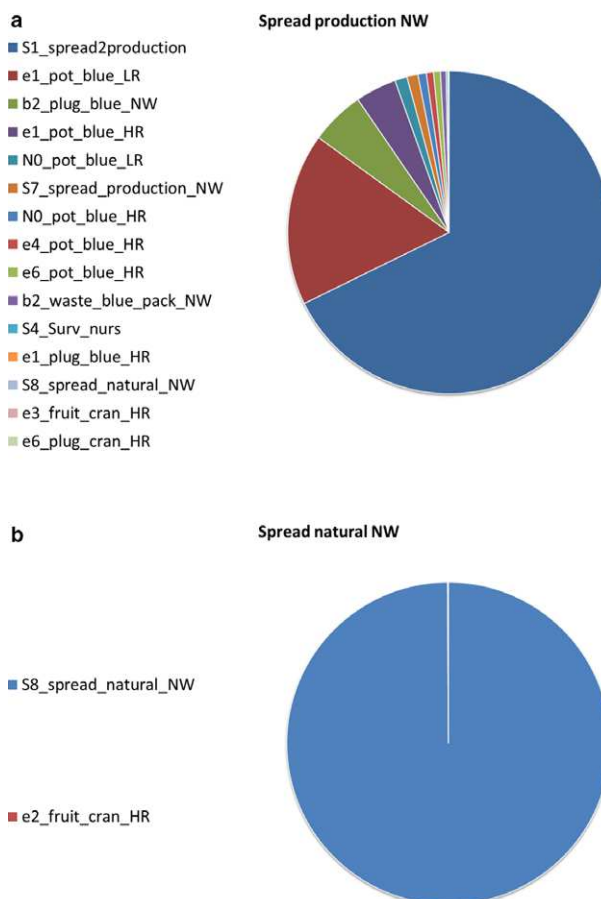 a
Spread production NW
S1_spread2production
e1_pot_blue_LR
b2_plug_blue_NW
e1_pot_blue_HR
N0_pot_blue_LR
S7_spread_production_NW
N0_pot_blue_HR
e4_pot_blue_HR
e6_pot_blue_HR
b2_waste_blue_pack_NW
S4_Surv_nurs
e1_plug_blue_HR
S8_spread_natural_NW
e3_fruit_cran_HR
e6_plug_cran_HR
b
Spread natural NW
S8_spread_natural_NW
e2_fruit_cran_HR